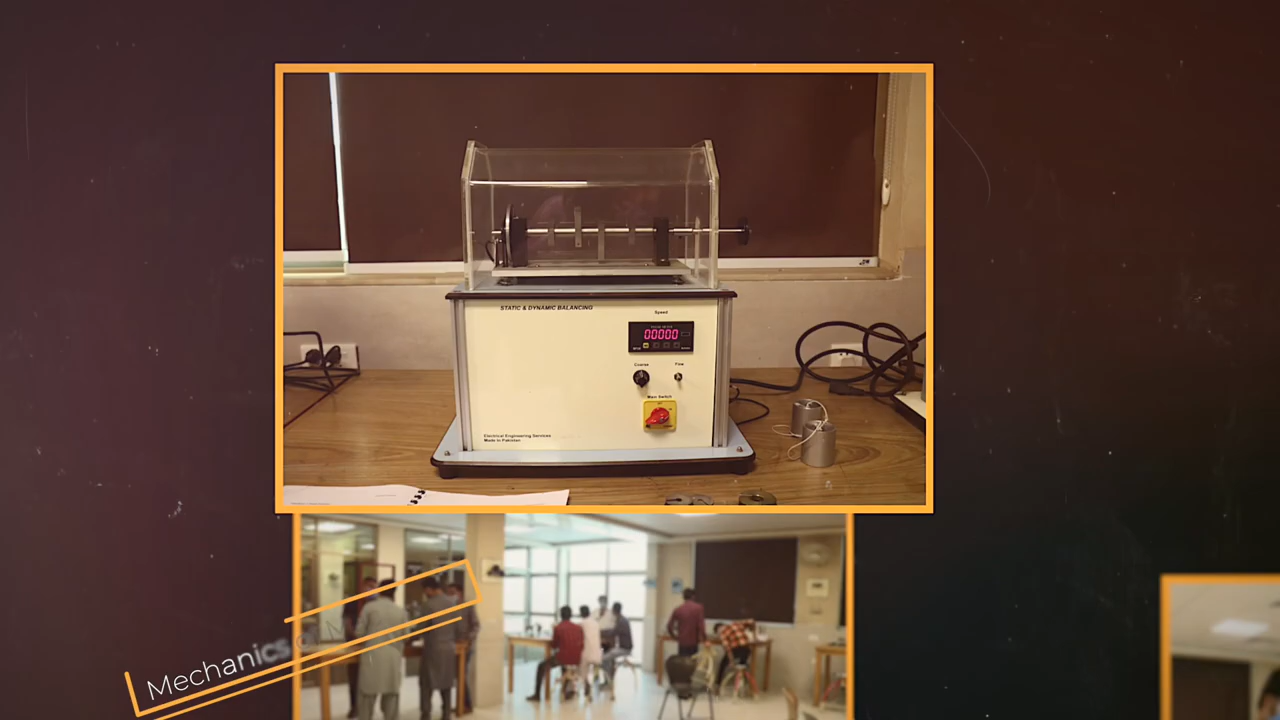 STATIC & DYNAMIC BALANCING
Speed
00000
Coarse
Fine
Main Switch
Electrical Engineering Services
Made in Pakistan
Mechanics